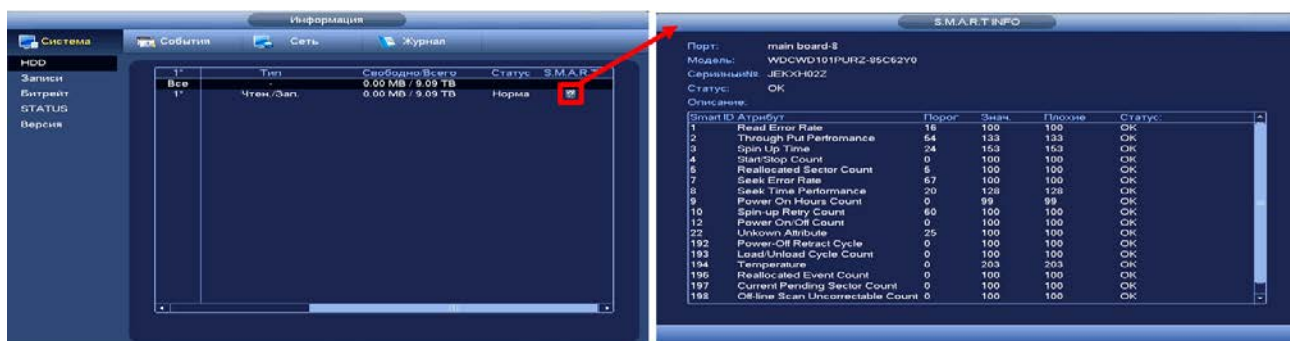 Информация
Система События Сеть Журнал
HDD
Записи
Битрейт
STATUS
Версия
1* Тип Свободно/Всего Статус S.M.A.R.T
Все - 0.00 MB / 9.09 TB
1* Чтен./Зап. 0.00 MB / 9.09 TB Норма
S.M.A.R.T INFO
Порт: main board-8
Модель: WDCWD101PURZ-85C62Y0
Серийный№: JEKXH02Z
Статус: OK
Описание:
Smart ID Атрибут Порог Знач. Плохие Статус:
1 Read Error Rate 16 100 100 OK
2 Through Put Perfromance 54 133 133 OK
3 Spin Up Time 24 153 153 OK
4 Start/Stop Count 0 100 100 OK
5 Reallocated Sector Count 5 100 100 OK
7 Seek Error Rate 67 100 100 OK
8 Seek Time Performance 20 128 128 OK
9 Power On Hours Count 0 99 99 OK
10 Spin-up Retry Count 60 100 100 OK
12 Power On/Off Count 0 100 100 OK
22 Unkown Attribute 25 100 100 OK
192 Power-Off Retract Cycle 0 100 100 OK
193 Load/Unload Cycle Count 0 100 100 OK
194 Temperature 0 203 203 OK
196 Reallocated Event Count 0 100 100 OK
197 Current Pending Sector Count 0 100 100 OK
198 Off-line Scan Uncorrectable Count 0 100 100 OK